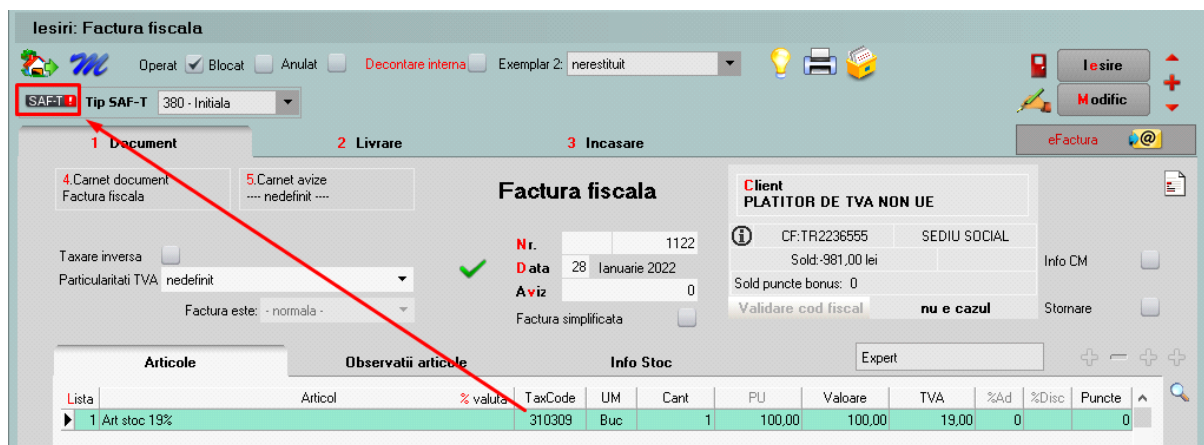 Iesiri: Factura fiscala
Operat Blocat Anulat Decontare interna Exemplar 2: nerestituit Iesire
SAF-T ! Tip SAF-T 380 - Initiala Modific
1 Document 2 Livrare 3 Incasare eFactura @
4.Carnet document 5.Carnet avize Factura fiscala Client
Factura fiscala ---- nedefinit ---- PLATITOR DE TVA NON UE
Nr. 1122 CF:TR2236555 SEDIU SOCIAL
Taxare inversa Data 28 Ianuarie 2022 Sold:-981,00 lei Info CM
Particularitati TVA nedefinit Aviz 0 Sold puncte bonus: 0
Factura este: - normala - Factura simplificata Validare cod fiscal nu e cazul Stornare
Articole Observatii articole Info Stoc Expert
Lista Articol % valuta TaxCode UM Cant PU Valoare TVA %Ad %Disc Puncte
1 Art stoc 19% 310309 Buc 1 100,00 100,00 19,00 0 0